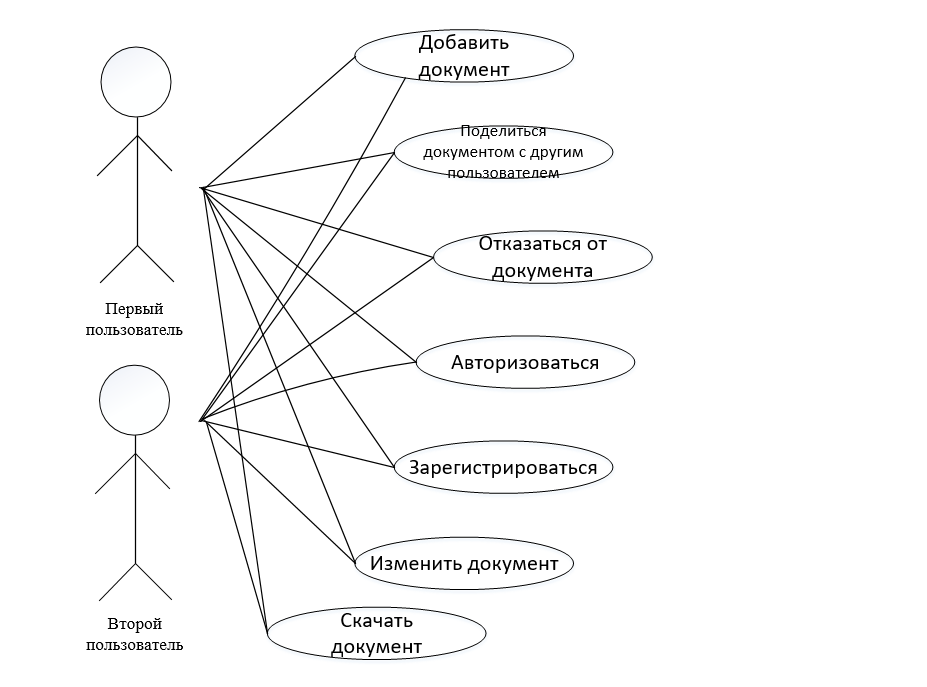 Добавить
документ
Поделиться
документом с другим
пользователем
Отказаться от
документа
Первый
пользователь
Авторизоваться
Зарегистрироваться
Изменить документ
Скачать
документ
Второй
пользователь